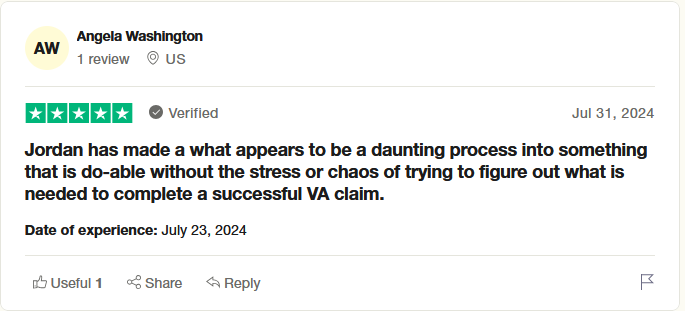 AW
Angela Washington
1 review US
Verified
Jul 31, 2024
Jordan has made a what appears to be a daunting process into something
that is do-able without the stress or chaos of trying to figure out what is
needed to complete a successful VA claim.
Date of experience: July 23, 2024
Useful 1 Share Reply